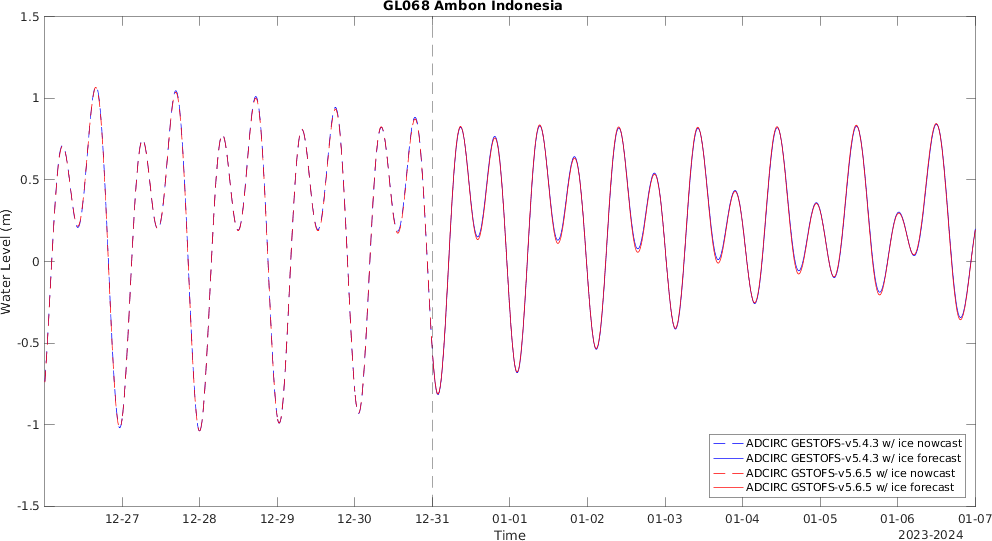 GL068 Ambon Indonesia
1.5
1
0.5
0
-0.5
-1
-1.5
Water Level (m)
12-27 12-28 12-29 12-30 12-31 01-01 01-02 01-03 01-04 01-05 01-06 01-07
Time
2023-2024
ADCIRC GESTOFS-v5.4.3 w/ ice nowcast
ADCIRC GESTOFS-v5.4.3 w/ ice forecast
ADCIRC GSTOFS-v5.6.5 w/ ice nowcast
ADCIRC GSTOFS-v5.6.5 w/ ice forecast